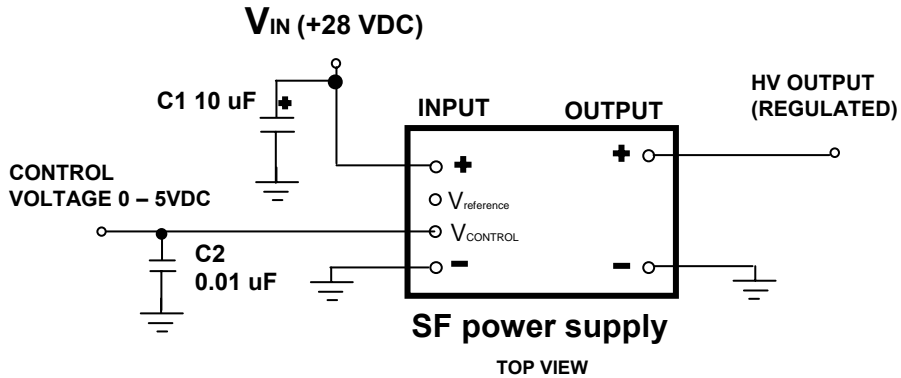 VIN (+28 VDC)
C1 10 uF
+
INPUT
OUTPUT
HV OUTPUT
(REGULATED)
+
+
CONTROL
VOLTAGE 0 – 5VDC
Vreference
VCONTROL
C2
0.01 uF
–
–
SF power supply
TOP VIEW